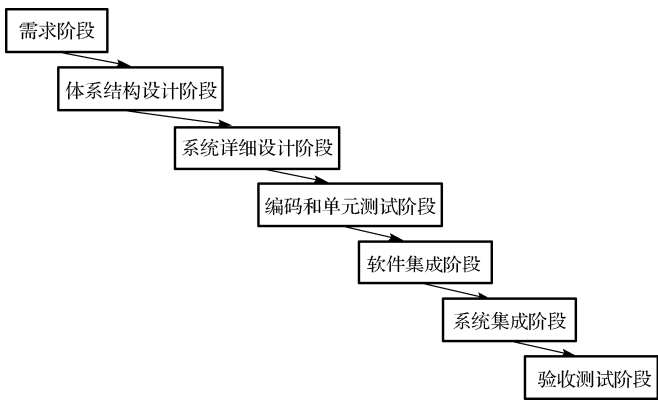 需求阶段
体系结构设计阶段
系统详细设计阶段
编码和单元测试阶段
软件集成阶段
系统集成阶段
验收测试阶段